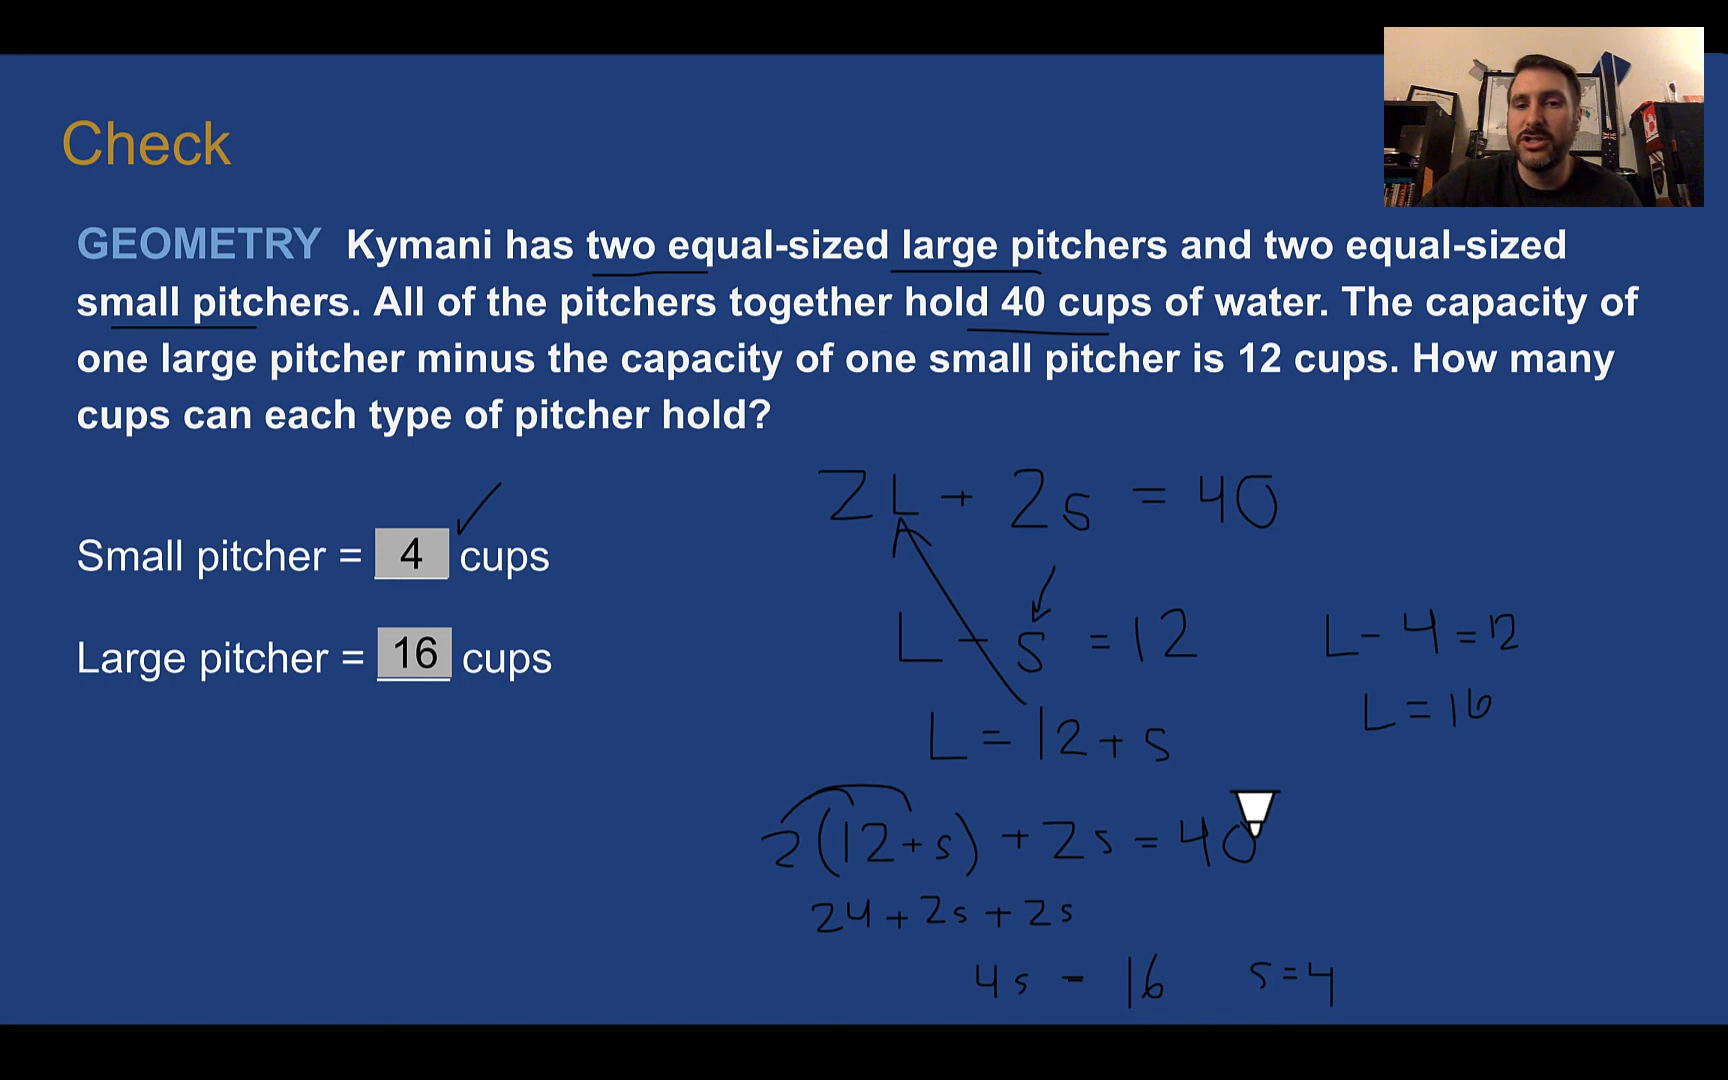 Check
GEOMETRY Kymani has two equal-sized large pitchers and two equal-sized
small pitchers. All of the pitchers together hold 40 cups of water. The capacity of
one large pitcher minus the capacity of one small pitcher is 12 cups. How many
cups can each type of pitcher hold?
Small pitcher = 4 cups
Large pitcher = 16 cups
2L + 2s = 40
L - s = 12
L - 4 = 12
L = 16
L = 12 + s
2(12 + s) + 2s = 40
24 + 2s + 2s
4s - 16
s = 4